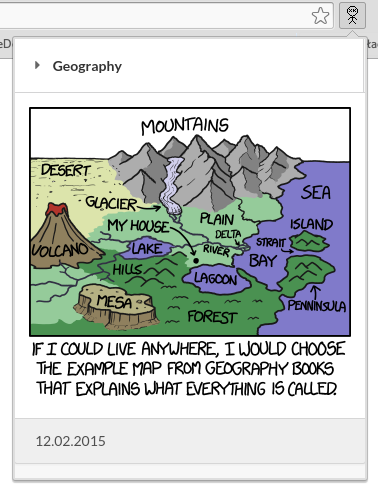 Geography
MOUNTAINS
DESERT
SEA
GLACIER
PLAIN
ISLAND
MY HOUSE
DELTA
STRAIT
VOLCANO
LAKE
RIVER
BAY
HILLS
LAGOON
MESA
PENNINSULA
FOREST
IF I COULD LIVE ANYWHERE, I WOULD CHOOSE
THE EXAMPLE MAP FROM GEOGRAPHY BOOKS
THAT EXPLAINS WHAT EVERYTHING IS CALLED.
12.02.2015